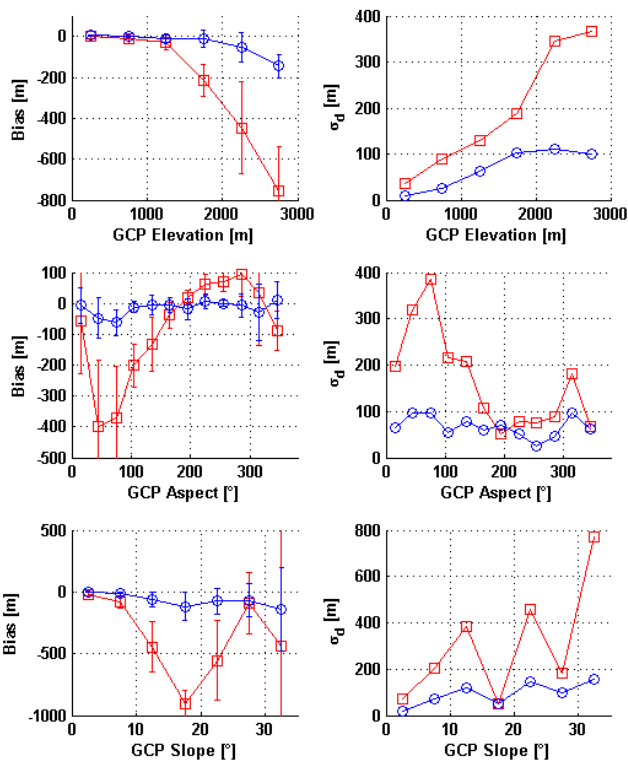 0
-200
-400
-600
-800
Bias [m]
0 1000 2000 3000
GCP Elevation [m]
400
300
200
100
0
σd [m]
0 1000 2000 3000
GCP Elevation [m]
100
0
-100
-200
-300
-400
-500
Bias [m]
0 100 200 300
GCP Aspect [°]
400
300
200
100
0
σd [m]
0 100 200 300
GCP Aspect [°]
500
0
-500
-1000
Bias [m]
0 10 20 30
GCP Slope [°]
800
600
400
200
0
σd [m]
0 10 20 30
GCP Slope [°]